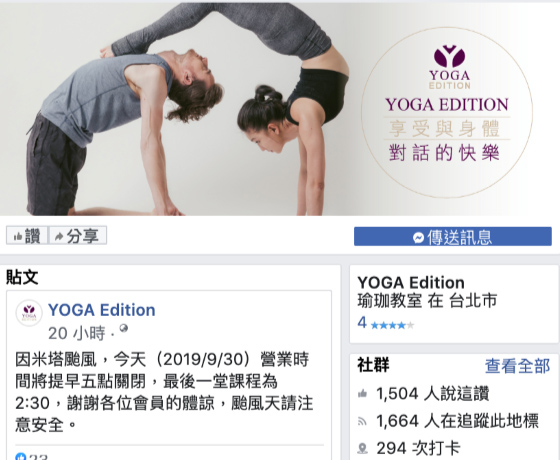 YOGA
EDITION
YOGA EDITION
享受與身體
對話的快樂
讚 分享
傳送訊息
貼文
YOGA Edition
20 小時 ·
因米塔颱風，今天（2019/9/30）營業時
間將提早五點關閉，最後一堂課程為
2:30，謝謝各位會員的體諒，颱風天請注
意安全。
YOGA Edition
瑜珈教室 在 台北市
4
社群 查看全部
1,504 人說這讚
1,664 人在追蹤此地標
294 次打卡